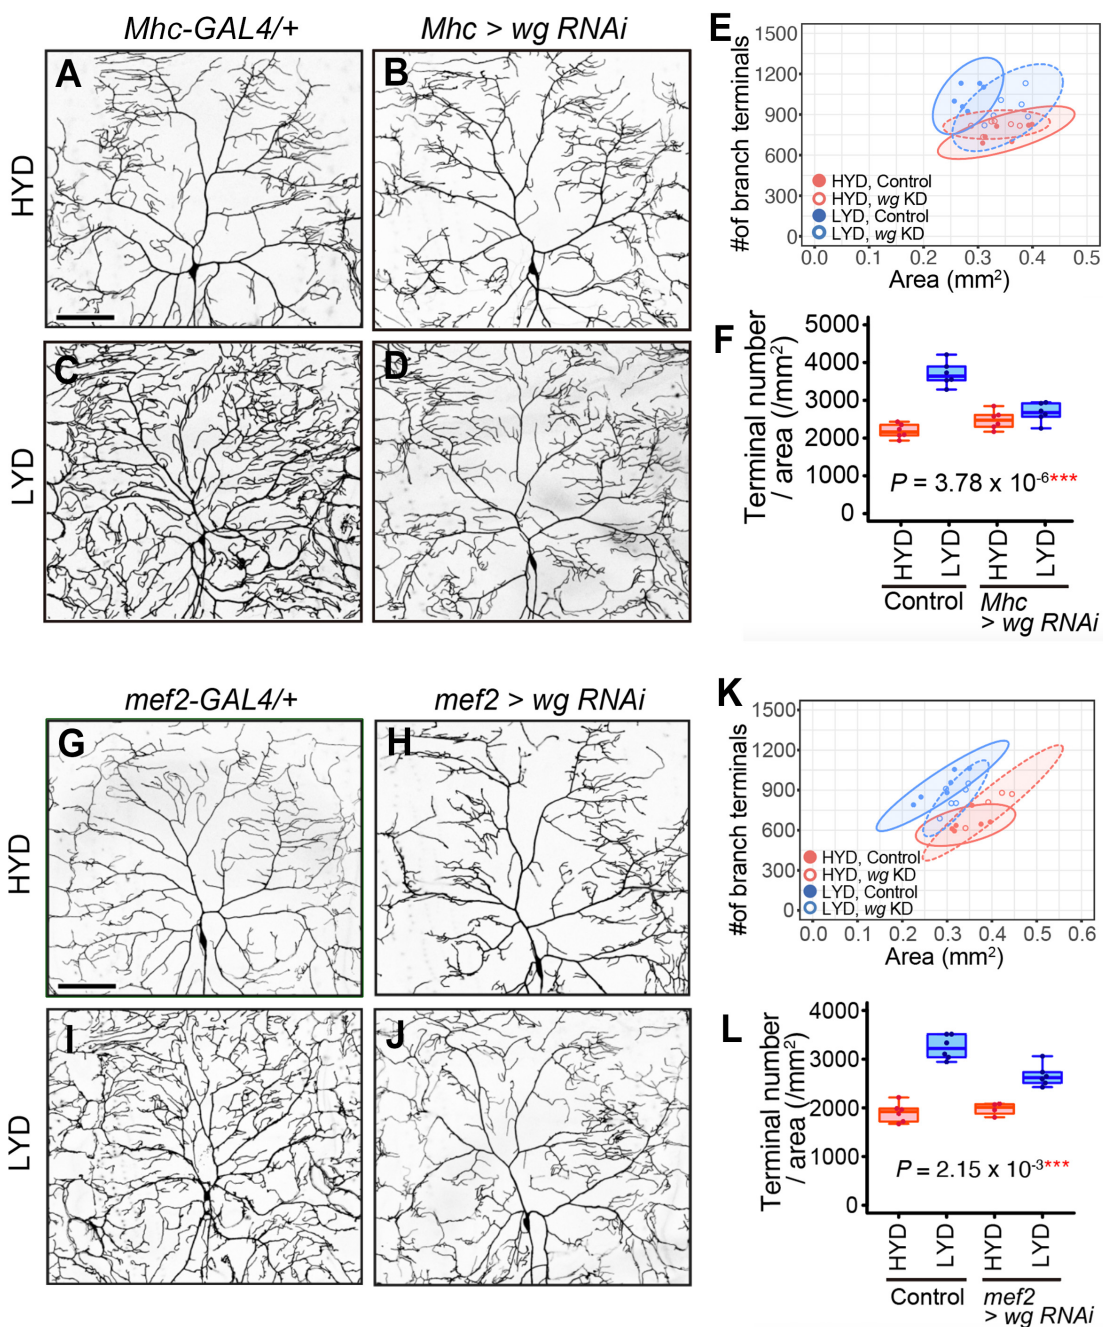 Mhc-GAL4/+
Mhc > wg RNAi
HYD
A
B
LYD
C
D
E
#of branch terminals
1500
1200
900
600
300
0
HYD, Control
HYD, wg KD
LYD, Control
LYD, wg KD
0.0 0.1 0.2 0.3 0.4 0.5
Area (mm2)
F
Terminal number
/ area (/mm2)
5000
4000
3000
2000
1000
0
P = 3.78 x 10-6***
HYD LYD HYD LYD
Control
Mhc
> wg RNAi
mef2-GAL4/+
mef2 > wg RNAi
HYD
G
H
LYD
I
J
K
#of branch terminals
1500
1200
900
600
300
0
HYD, Control
HYD, wg KD
LYD, Control
LYD, wg KD
0.0 0.1 0.2 0.3 0.4 0.5 0.6
Area (mm2)
L
Terminal number
/ area (/mm2)
4000
3000
2000
1000
0
P = 2.15 x 10-3***
HYD LYD HYD LYD
Control
mef2
> wg RNAi